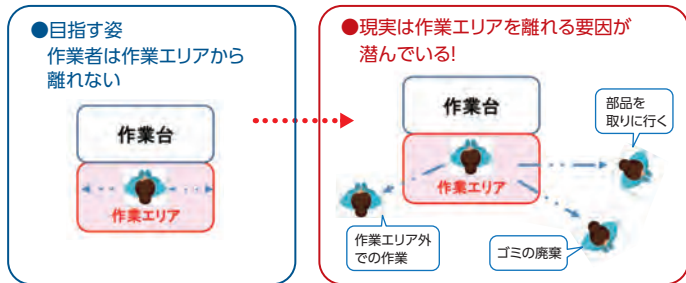 ●目指す姿
作業者は作業エリアから
離れない
作業台
作業エリア
●現実は作業エリアを離れる要因が
潜んでいる!
作業台
作業エリア
部品を
取りに行く
作業エリア外
での作業
ゴミの廃棄